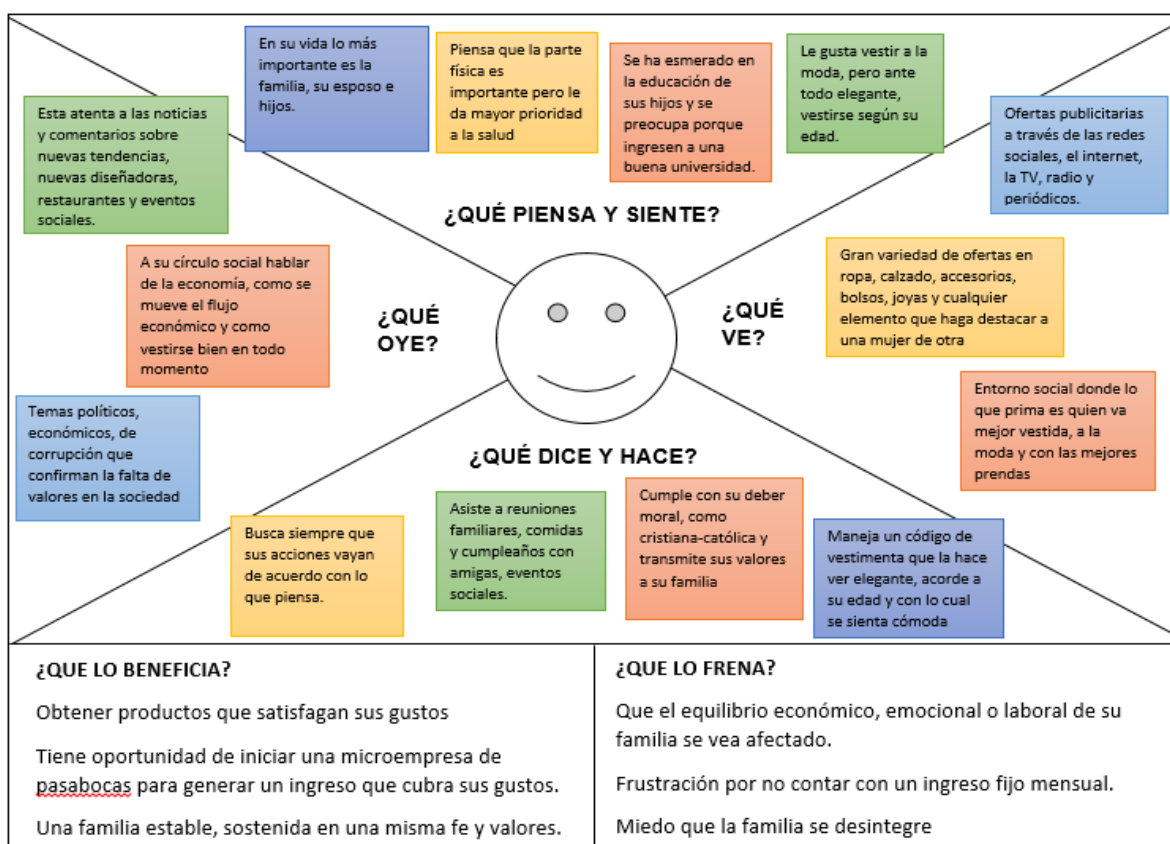 En su vida lo más
importante es la
familia, su esposo e
hijos.
Piensa que la parte
física es
importante pero le
da mayor prioridad
a la salud
Se ha esmerado en
la educación de
sus hijos y se
preocupa porque
ingresen a una
buena universidad.
Le gusta vestir a la
moda, pero ante
todo elegante,
vestirse según su
edad.
Esta atenta a las noticias
y comentarios sobre
nuevas tendencias,
nuevas diseñadoras,
restaurantes y eventos
sociales.
Ofertas publicitarias
a través de las redes
sociales, el internet,
la TV, radio y
periódicos.
¿QUÉ PIENSA Y SIENTE?
A su círculo social hablar
de la economía, como se
mueve el flujo
económico y como
vestirse bien en todo
momento
¿QUÉ
OYE?
¿QUÉ
VE?
Gran variedad de ofertas en
ropa, calzado, accesorios,
bolsos, joyas y cualquier
elemento que haga destacar a
una mujer de otra
Temas políticos,
económicos, de
corrupción que
confirman la falta de
valores en la sociedad
Entorno social donde lo
que prima es quien va
mejor vestida, a la
moda y con las mejores
prendas
¿QUÉ DICE Y HACE?
Busca siempre que
sus acciones vayan
de acuerdo con lo
que piensa.
Asiste a reuniones
familiares, comidas
y cumpleaños con
amigas, eventos
sociales.
Cumple con su deber
moral, como
cristiana-católica y
transmite sus valores
a su familia
Maneja un código de
vestimenta que la hace
ver elegante, acorde a
su edad y con lo cual
se sienta cómoda
¿QUE LO BENEFICIA?
Obtener productos que satisfagan sus gustos
Tiene oportunidad de iniciar una microempresa de
pasabocas para generar un ingreso que cubra sus gustos.
Una familia estable, sostenida en una misma fe y valores.
¿QUE LO FRENA?
Que el equilibrio económico, emocional o laboral de su
familia se vea afectado.
Frustración por no contar con un ingreso fijo mensual.
Miedo que la familia se desintegre